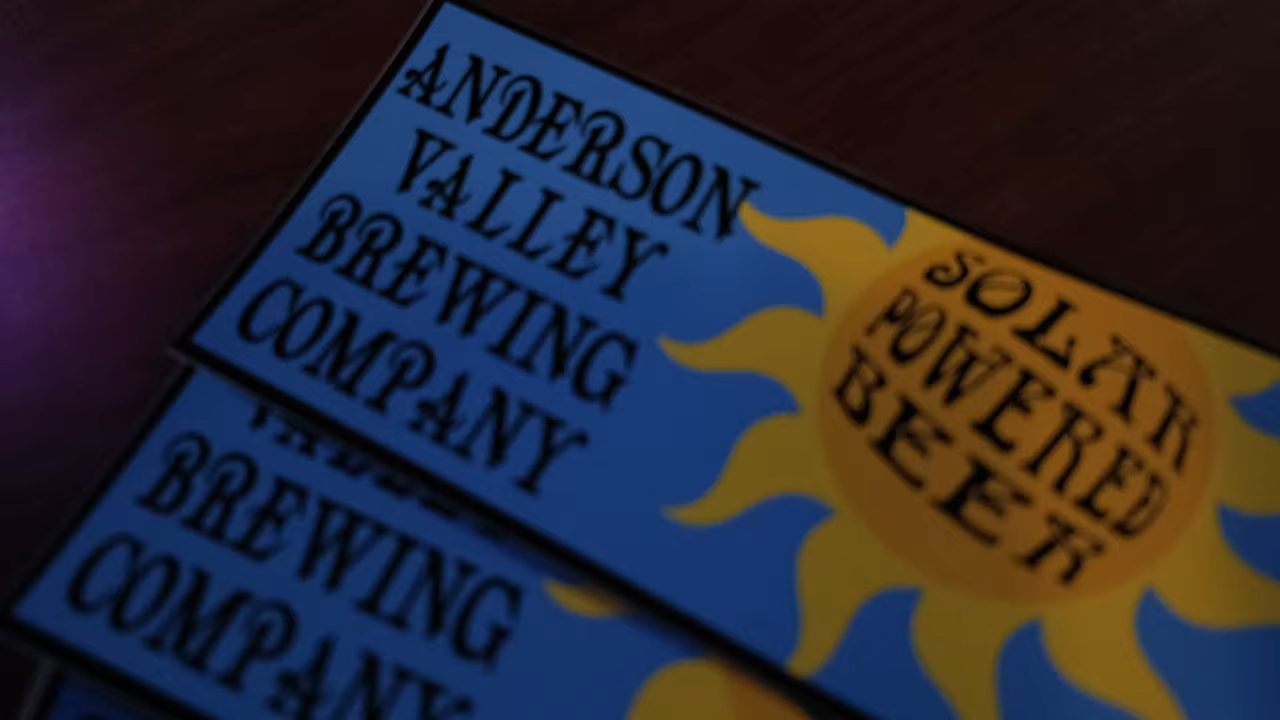 ANDERSON
VALLEY
BREWING
COMPANY
SOLAR
POWERED
BEER
BREWING
COMPANY